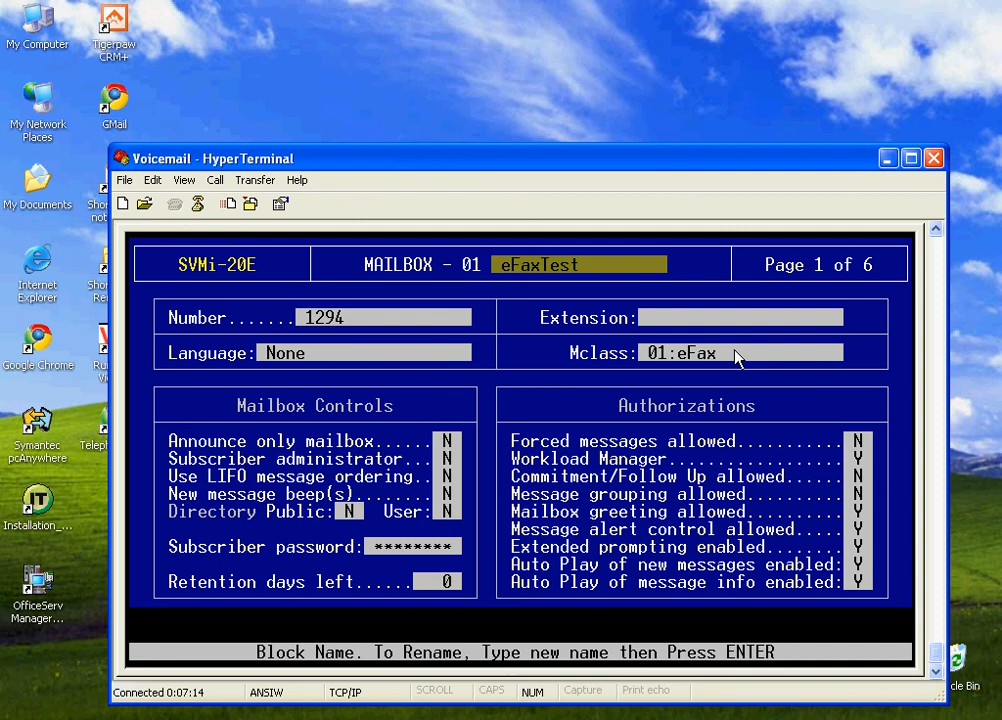 My Computer
Tigerpaw
CRM+
My Network
Places
GMail
My Documents
Internet
Explorer
Google Chrome
Symantec
pcAnywhere
Installation_...
OfficeServ
Manager...
Voicemail - HyperTerminal
File Edit View Call Transfer Help
SVMi-20E MAILBOX - 01 eFaxTest Page 1 of 6
Number....... 1294 Extension:
Language: None Mclass: 01:eFax
Mailbox Controls
Announce only mailbox...... N
Subscriber administrator... N
Use LIFO message ordering.. N
New message beep(s)........ N
Directory Public: N User: N
Subscriber password: ********
Retention days left...... 0
Authorizations
Forced messages allowed........... N
Workload Manager.................. Y
Commitment/Follow Up allowed...... N
Message grouping allowed.......... N
Mailbox greeting allowed.......... Y
Message alert control allowed..... Y
Extended prompting enabled........ Y
Auto Play of new messages enabled: Y
Auto Play of message info enabled: Y
Block Name. To Rename, Type new name then Press ENTER
Connected 0:07:14 ANSIW TCP/IP SCROLL CAPS NUM Capture Print echo